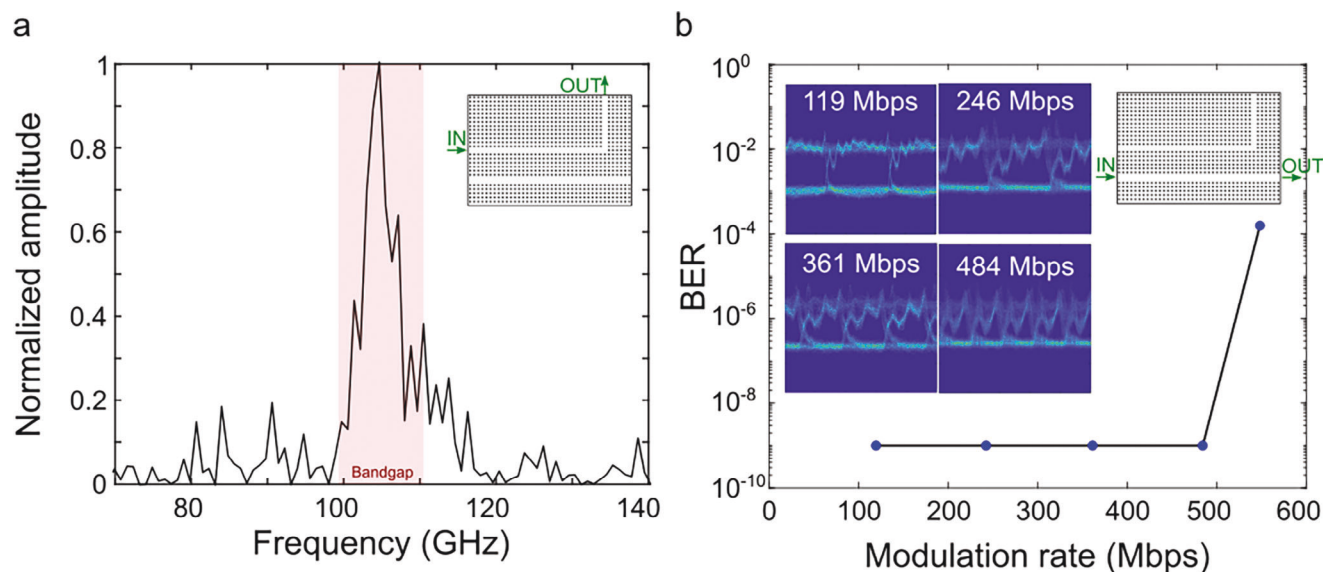 a
Normalized amplitude
1
0.8
0.6
0.4
0.2
0
80
100
120
140
Frequency (GHz)
Bandgap
IN
OUT
b
BER
10^0
10^-2
10^-4
10^-6
10^-8
10^-10
0
100
200
300
400
500
600
Modulation rate (Mbps)
119 Mbps
246 Mbps
361 Mbps
484 Mbps
IN
OUT